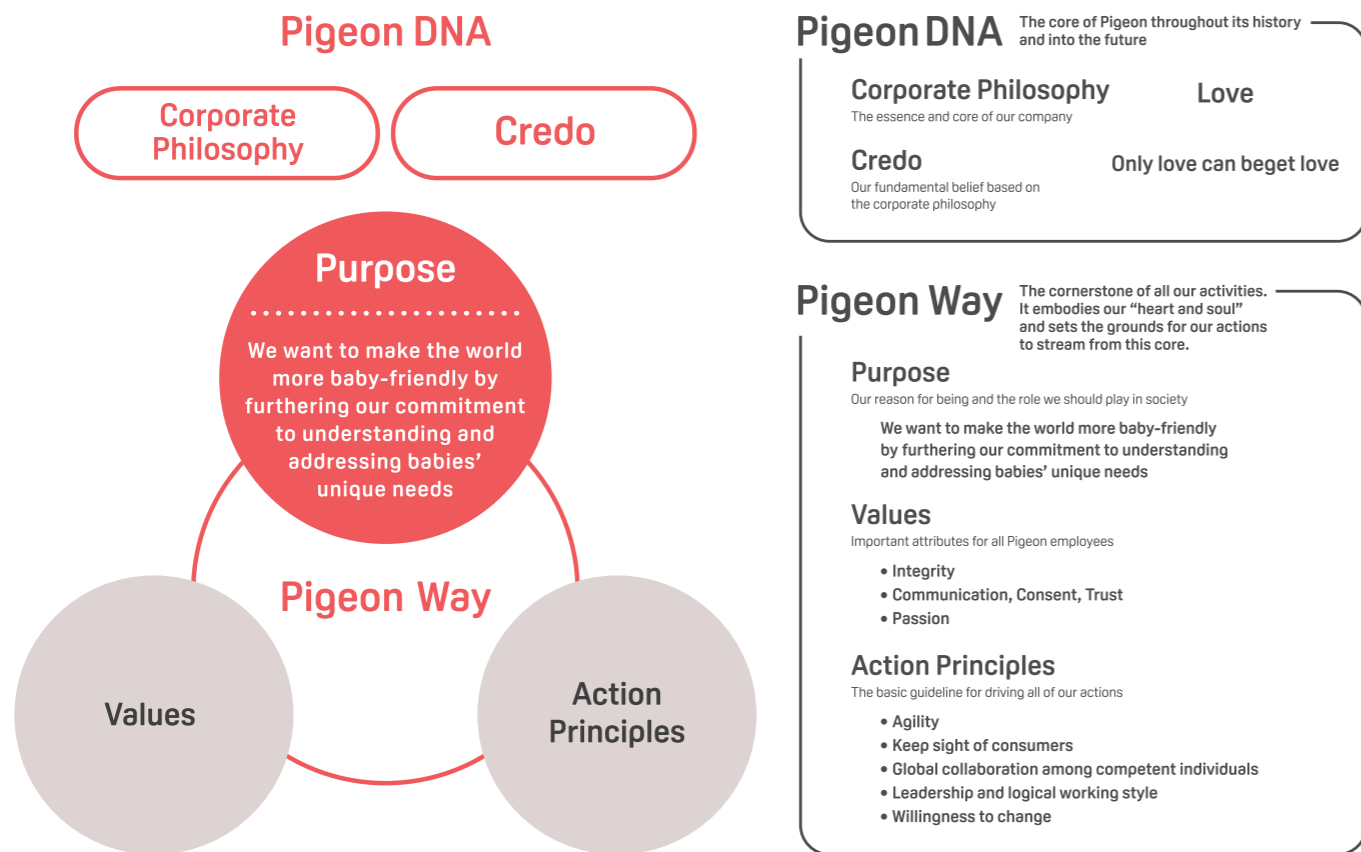 Pigeon DNA
Corporate
Philosophy
Credo
Purpose
We want to make the world
more baby-friendly by
furthering our commitment
to understanding and
addressing babies'
unique needs
Pigeon Way
Values
Action
Principles
Pigeon DNA
The core of Pigeon throughout its history
and into the future
Corporate Philosophy
The essence and core of our company
Love
Credo
Our fundamental belief based on
the corporate philosophy
Only love can beget love
Pigeon Way
The cornerstone of all our activities.
It embodies our “heart and soul”
and sets the grounds for our actions
to stream from this core.
Purpose
Our reason for being and the role we should play in society
We want to make the world more baby-friendly
by furthering our commitment to understanding
and addressing babies' unique needs
Values
Important attributes for all Pigeon employees
• Integrity
• Communication, Consent, Trust
• Passion
Action Principles
The basic guideline for driving all of our actions
• Agility
• Keep sight of consumers
• Global collaboration among competent individuals
• Leadership and logical working style
• Willingness to change